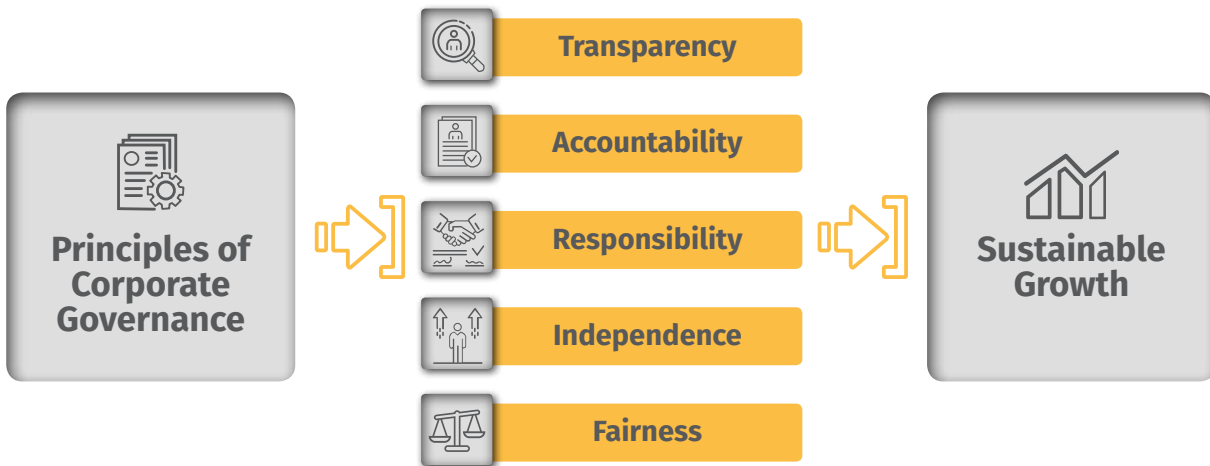 Principles of
Corporate
Governance
Transparency
Accountability
Responsibility
Independence
Fairness
Sustainable
Growth